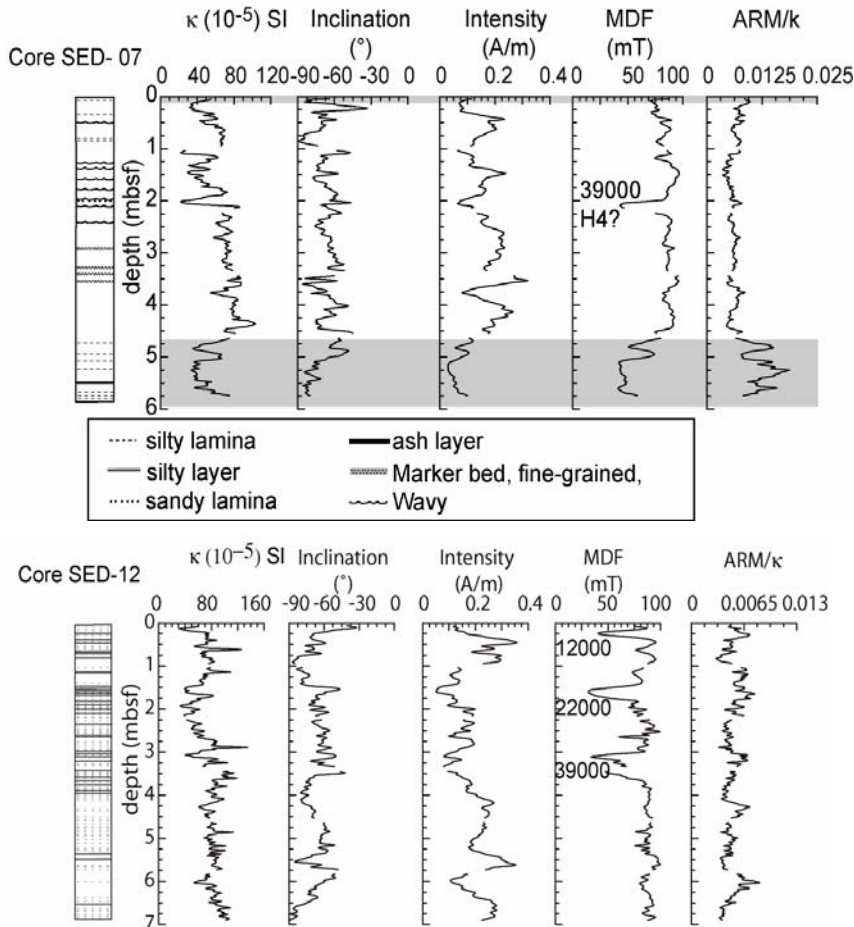 κ (10-5) SI Inclination Intensity MDF ARM/k
(°) (A/m) (mT)
Core SED- 07
40 80 120 -90 -60 -30 0 0 0.2 0.4 0 50 100 0 0.0125 0.025
0
1
2
3
4
5
6
depth (mbsf)
39000
H4?
silty lamina
silty layer
sandy lamina
ash layer
Marker bed, fine-grained,
Wavy
κ (10−5) SI Inclination Intensity MDF ARM/κ
Core SED-12
(°) (A/m) (mT)
0 80 160 -90 -60 -30 0 0 0.2 0.4 0 50 100 0 0.0065 0.013
0
1
2
3
4
5
6
7
depth (mbsf)
12000
22000
39000